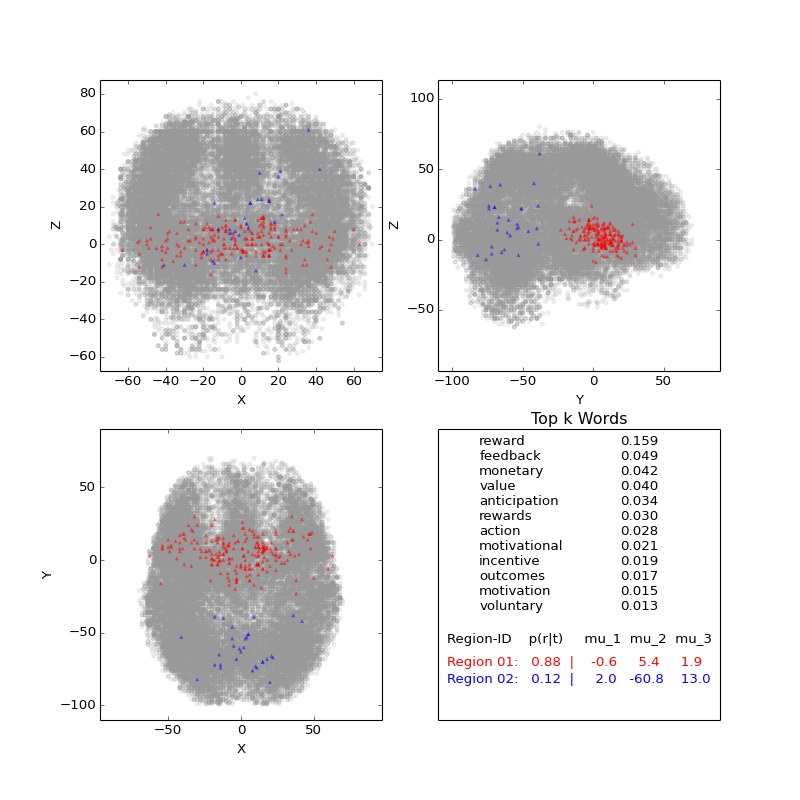 80
60
40
20
0
−20
−40
−60
Z
−60 −40 −20 0 20 40 60
X
100
50
0
−50
Z
−100 −50 0 50
Y
50
0
−50
−100
Y
−50 0 50
X
Top k Words
reward 0.159
feedback 0.049
monetary 0.042
value 0.040
anticipation 0.034
rewards 0.030
action 0.028
motivational 0.021
incentive 0.019
outcomes 0.017
motivation 0.015
voluntary 0.013
Region-ID p(r|t) mu_1 mu_2 mu_3
Region 01: 0.88 | -0.6 5.4 1.9
Region 02: 0.12 | 2.0 -60.8 13.0